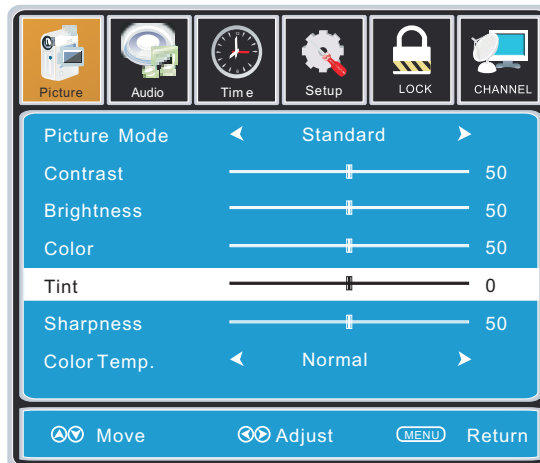 Picture Audio Time Setup LOCK CHANNEL
Picture Mode Standard
Contrast 50
Brightness 50
Color 50
Tint 0
Sharpness 50
Color Temp. Normal
Move Adjust MENU Return